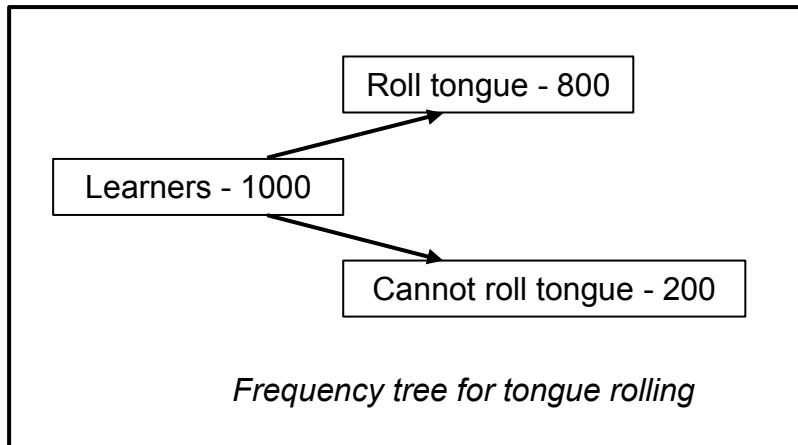 Roll tongue - 800
Learners - 1000
Cannot roll tongue - 200
Frequency tree for tongue rolling